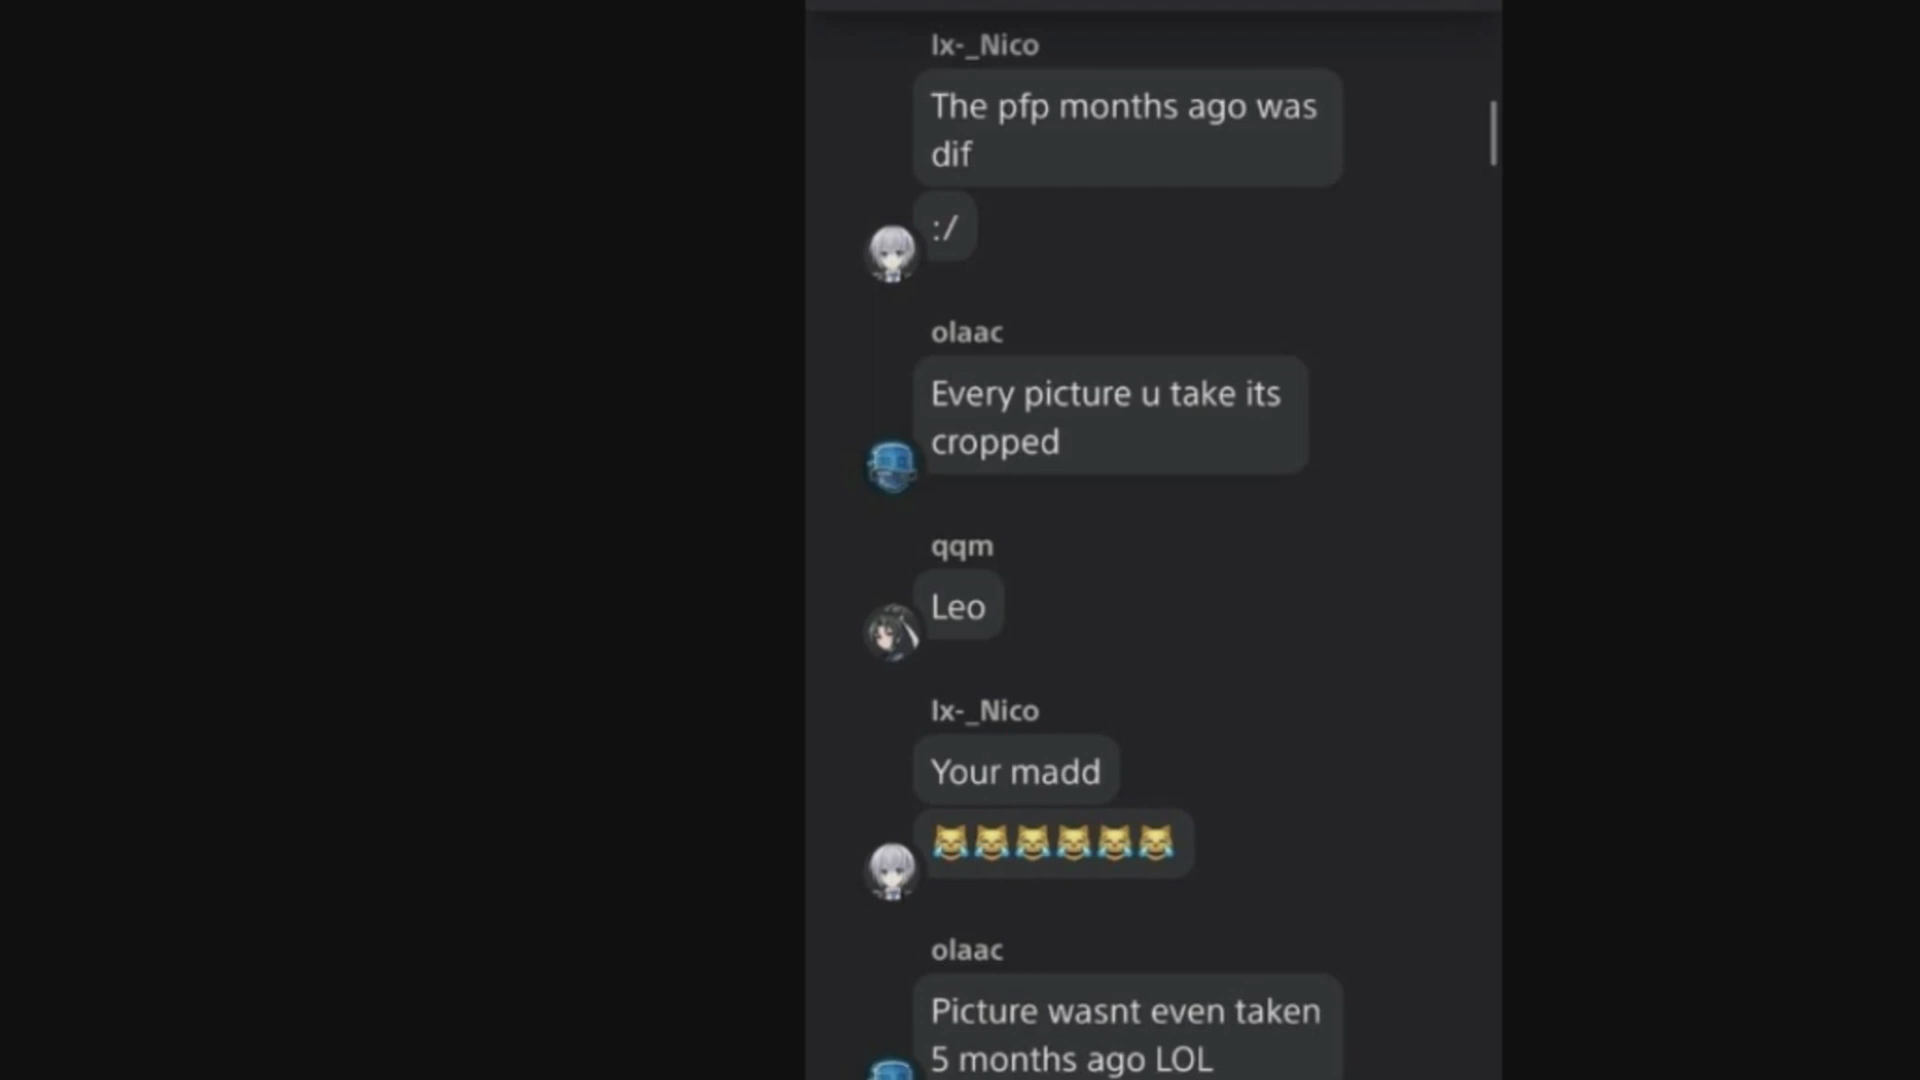 lx-_Nico
The pfp months ago was
dif
:/
olaac
Every picture u take its
cropped
qqm
Leo
lx-_Nico
Your madd
😹😹😹😹😹😹
olaac
Picture wasnt even taken
5 months ago LOL